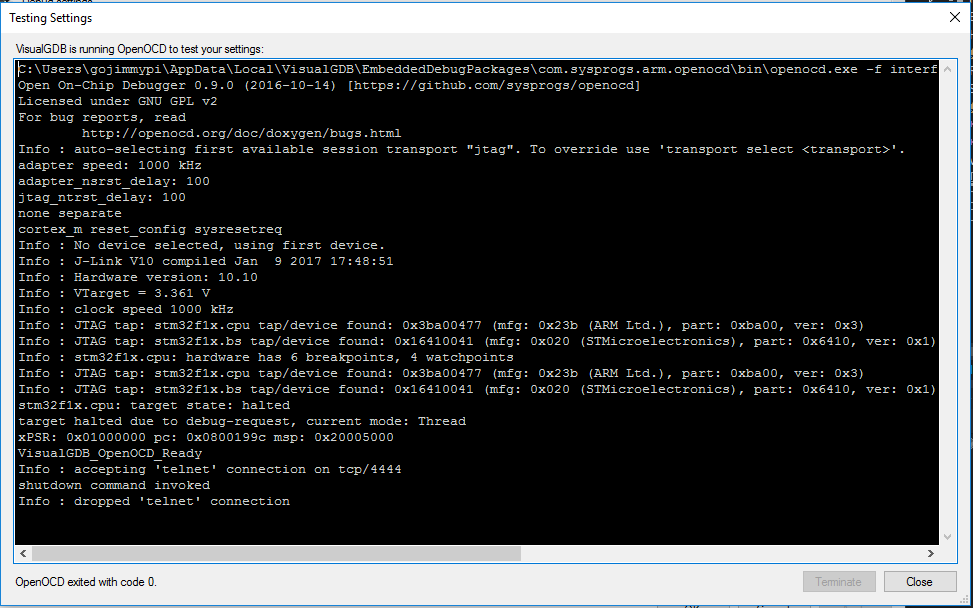 Testing Settings
VisualGDB is running OpenOCD to test your settings:
C:\Users\gojimmypi\AppData\Local\VisualGDB\EmbeddedDebugPackages\com.sysprogs.arm.openocd\bin\openocd.exe -f interf
Open On-Chip Debugger 0.9.0 (2016-10-14) [https://github.com/sysprogs/openocd]
Licensed under GNU GPL v2
For bug reports, read
        http://openocd.org/doc/doxygen/bugs.html
Info : auto-selecting first available session transport "jtag". To override use 'transport select <transport>'.
adapter speed: 1000 kHz
adapter_nsrst_delay: 100
jtag_ntrst_delay: 100
none separate
cortex_m reset_config sysresetreq
Info : No device selected, using first device.
Info : J-Link V10 compiled Jan  9 2017 17:48:51
Info : Hardware version: 10.10
Info : VTarget = 3.361 V
Info : clock speed 1000 kHz
Info : JTAG tap: stm32f1x.cpu tap/device found: 0x3ba00477 (mfg: 0x23b (ARM Ltd.), part: 0xba00, ver: 0x3)
Info : JTAG tap: stm32f1x.bs tap/device found: 0x16410041 (mfg: 0x020 (STMicroelectronics), part: 0x6410, ver: 0x1)
Info : stm32f1x.cpu: hardware has 6 breakpoints, 4 watchpoints
Info : JTAG tap: stm32f1x.cpu tap/device found: 0x3ba00477 (mfg: 0x23b (ARM Ltd.), part: 0xba00, ver: 0x3)
Info : JTAG tap: stm32f1x.bs tap/device found: 0x16410041 (mfg: 0x020 (STMicroelectronics), part: 0x6410, ver: 0x1)
stm32f1x.cpu: target state: halted
target halted due to debug-request, current mode: Thread
xPSR: 0x01000000 pc: 0x0800199c msp: 0x20005000
VisualGDB_OpenOCD_Ready
Info : accepting 'telnet' connection on tcp/4444
shutdown command invoked
Info : dropped 'telnet' connection
OpenOCD exited with code 0.
Terminate
Close